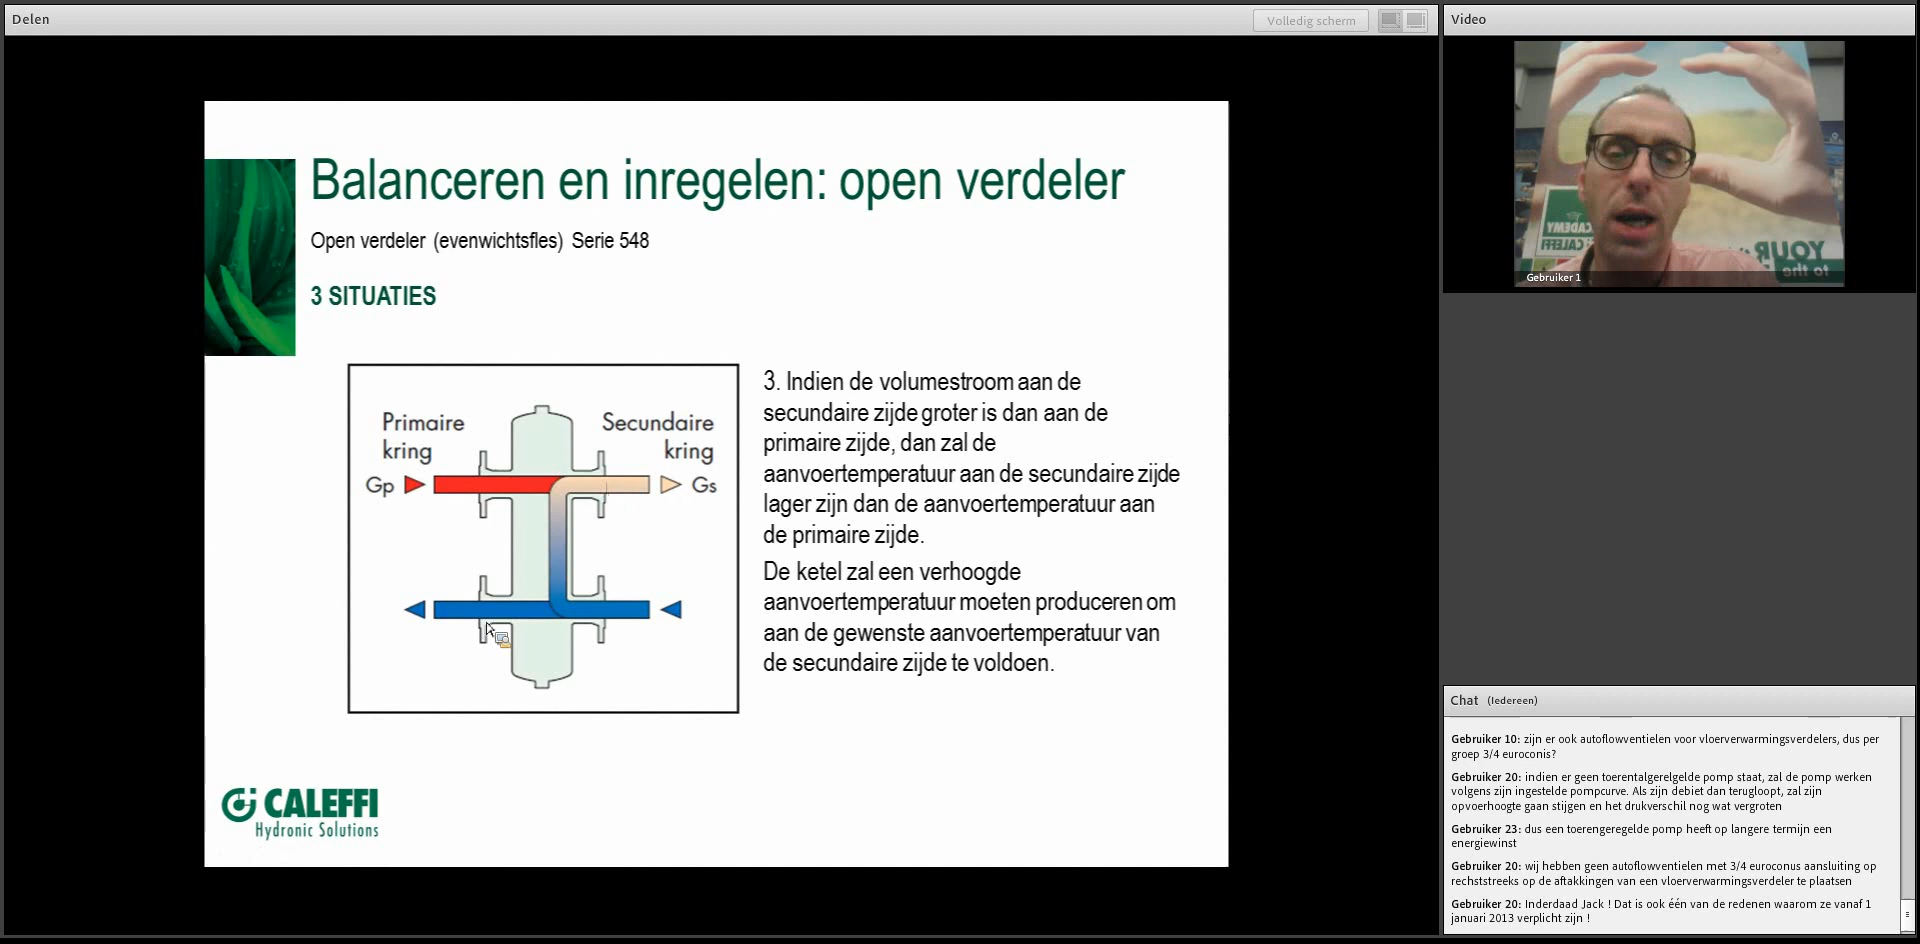 Delen
Volledig scherm
Video
Balanceren en inregelen: open verdeler
Open verdeler (evenwichtsfles) Serie 548
3 SITUATIES
Primaire
kring
Secundaire
kring
Gp
Gs
3. Indien de volumestroom aan de
secundaire zijde groter is dan aan de
primaire zijde, dan zal de
aanvoertemperatuur aan de secundaire zijde
lager zijn dan de aanvoertemperatuur aan
de primaire zijde.
De ketel zal een verhoogde
aanvoertemperatuur moeten produceren om
aan de gewenste aanvoertemperatuur van
de secundaire zijde te voldoen.
CALEFFI
Hydronic Solutions
CALEFFI
YOUR
to the
Gebruiker 1
Chat (Iedereen)
Gebruiker 10: zijn er ook autoflowventielen voor vloerverwarmingsverdelers, dus per
groep 3/4 euroconis?
Gebruiker 20: indien er geen toerentalgerelgelde pomp staat, zal de pomp werken
volgens zijn ingestelde pompcurve. Als zijn debiet dan terugloopt, zal zijn
opvoerhoogte gaan stijgen en het drukverschil nog wat vergroten
Gebruiker 23: dus een toerengeregelde pomp heeft op langere termijn een
energiewinst
Gebruiker 20: wij hebben geen autoflowventielen met 3/4 euroconus aansluiting op
rechststreeks op de aftakkingen van een vloerverwarmingsverdeler te plaatsen
Gebruiker 20: Inderdaad Jack ! Dat is ook één van de redenen waarom ze vanaf 1
januari 2013 verplicht zijn !